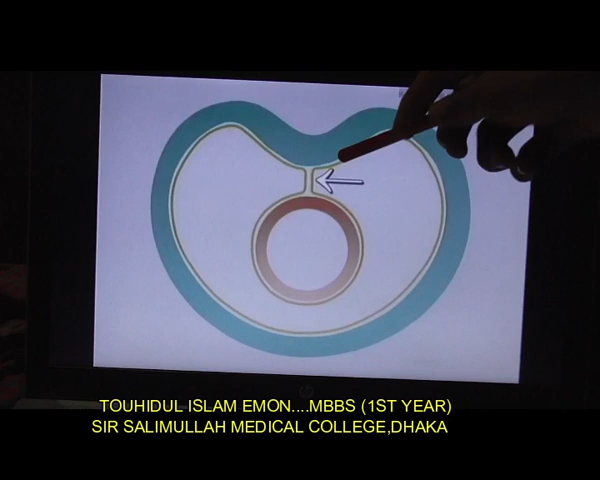 TOUHIDUL ISLAM EMON....MBBS (1ST YEAR)
SIR SALIMULLAH MEDICAL COLLEGE,DHAKA